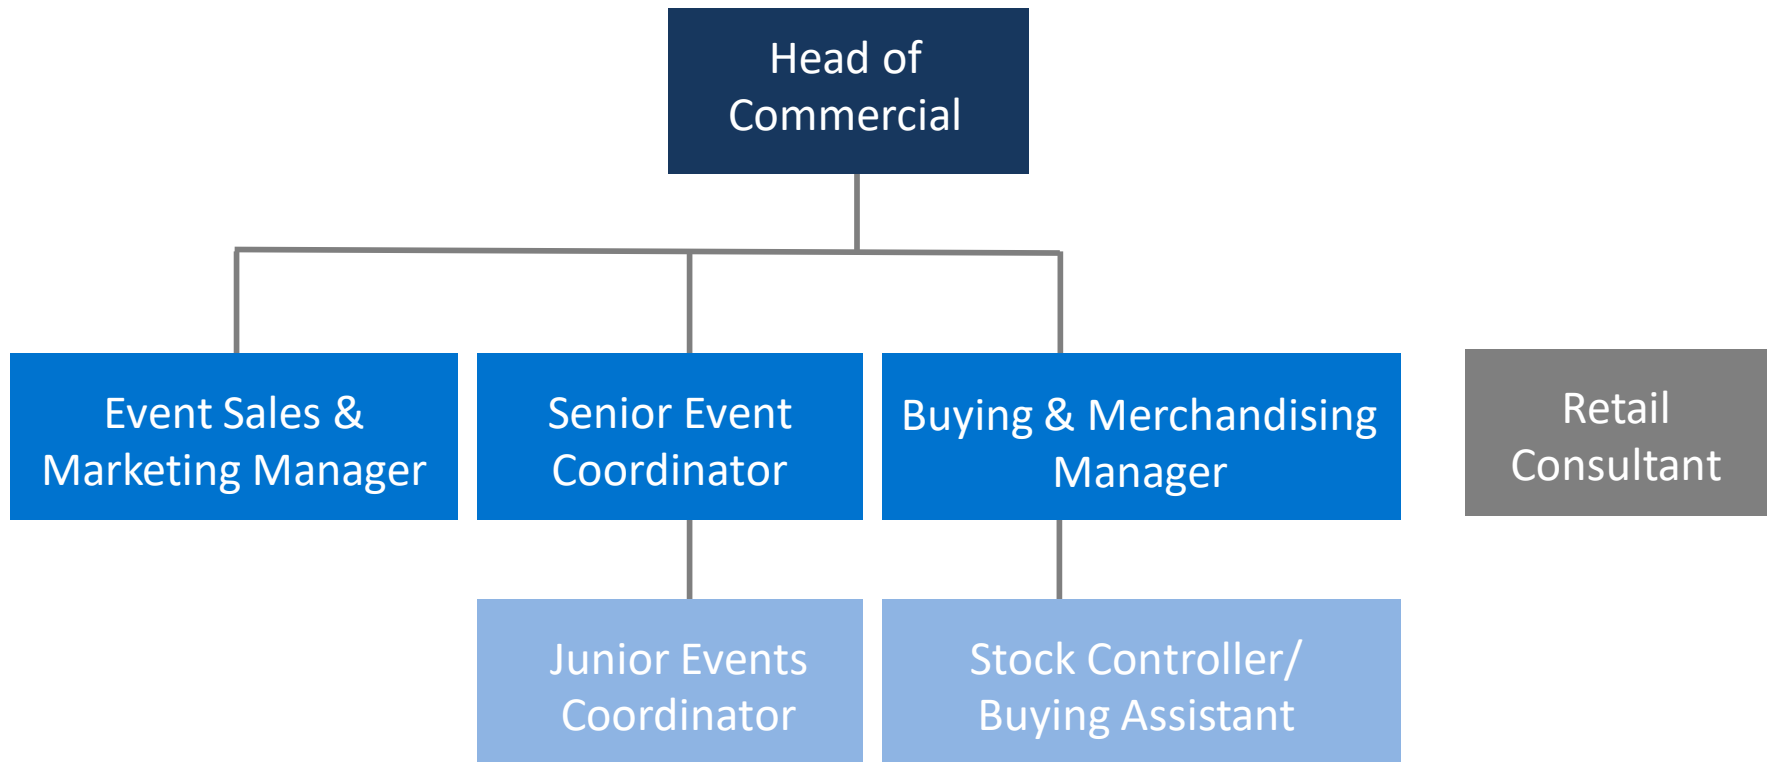 Head of
Commercial
Event Sales &
Marketing Manager
Senior Event
Coordinator
Buying & Merchandising
Manager
Retail
Consultant
Junior Events
Coordinator
Stock Controller/
Buying Assistant